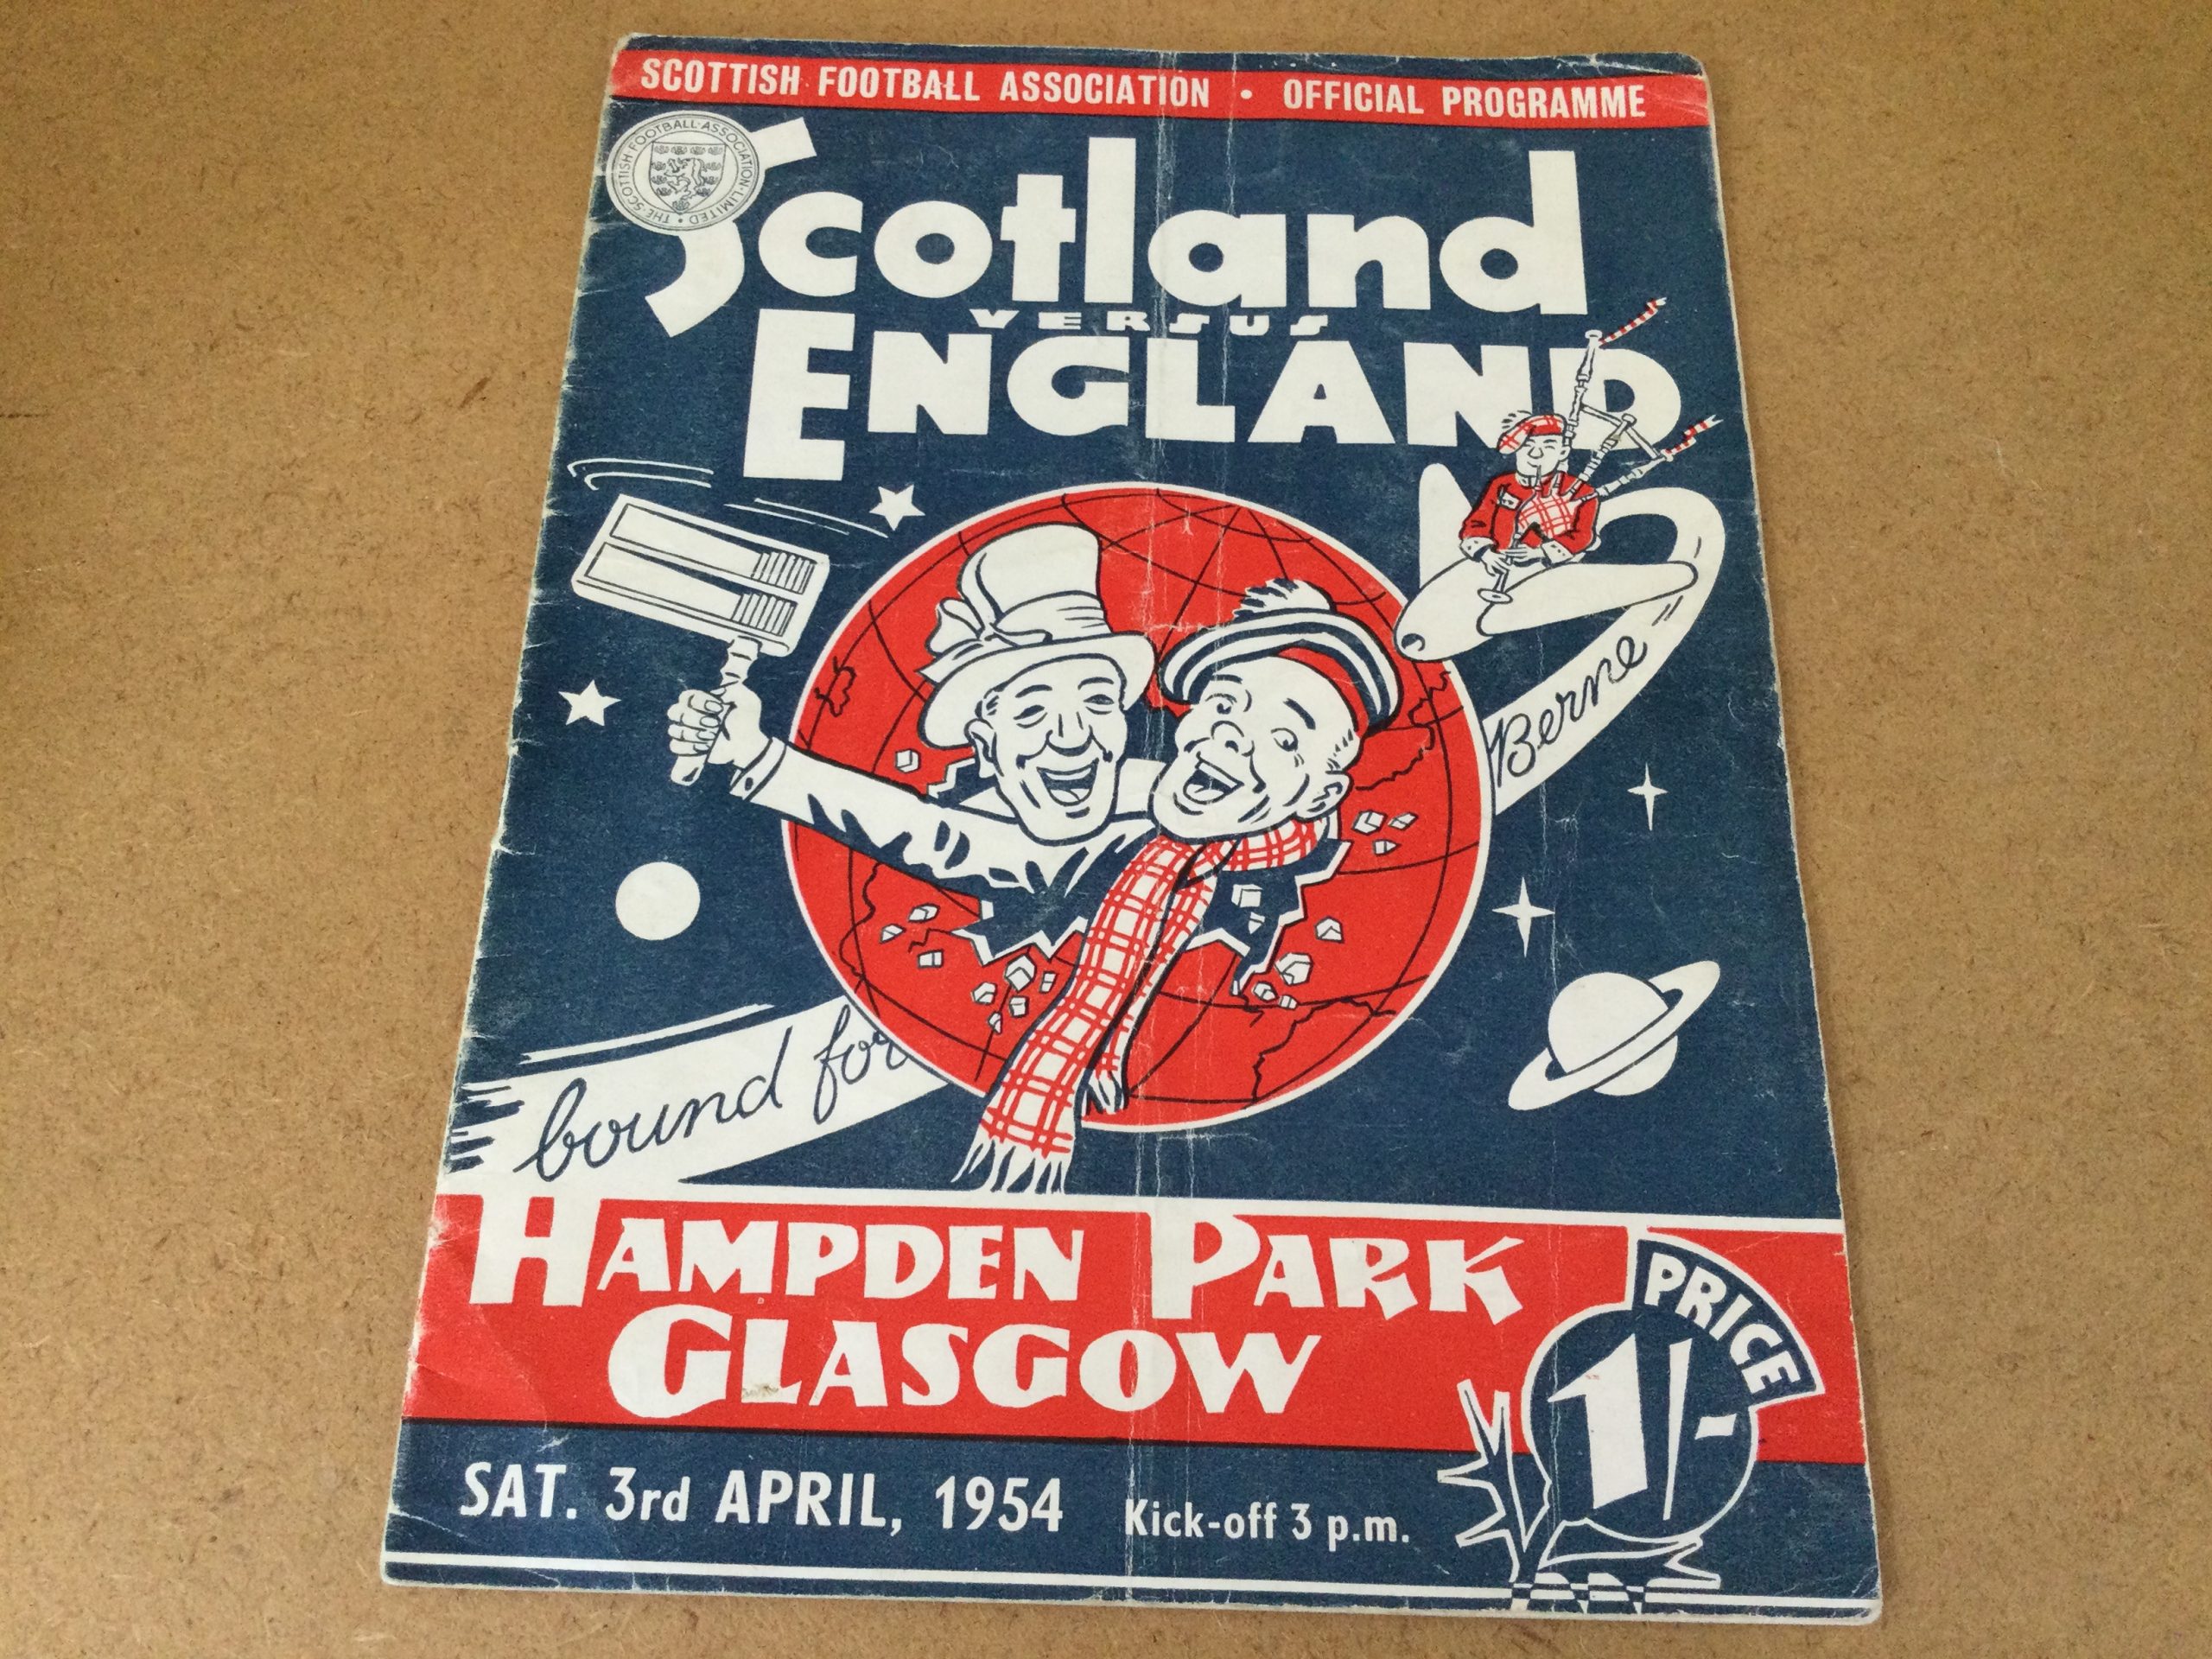 SCOTTISH FOOTBALL ASSOCIATION • OFFICIAL PROGRAMME
THE SCOTTISH FOOTBALL ASSOCIATION LIMITED
Scotland
VERSUS
ENGLAND
bound for Berne
HAMPDEN PARK
GLASGOW
PRICE
1/-
SAT. 3rd APRIL, 1954 Kick-off 3 p.m.